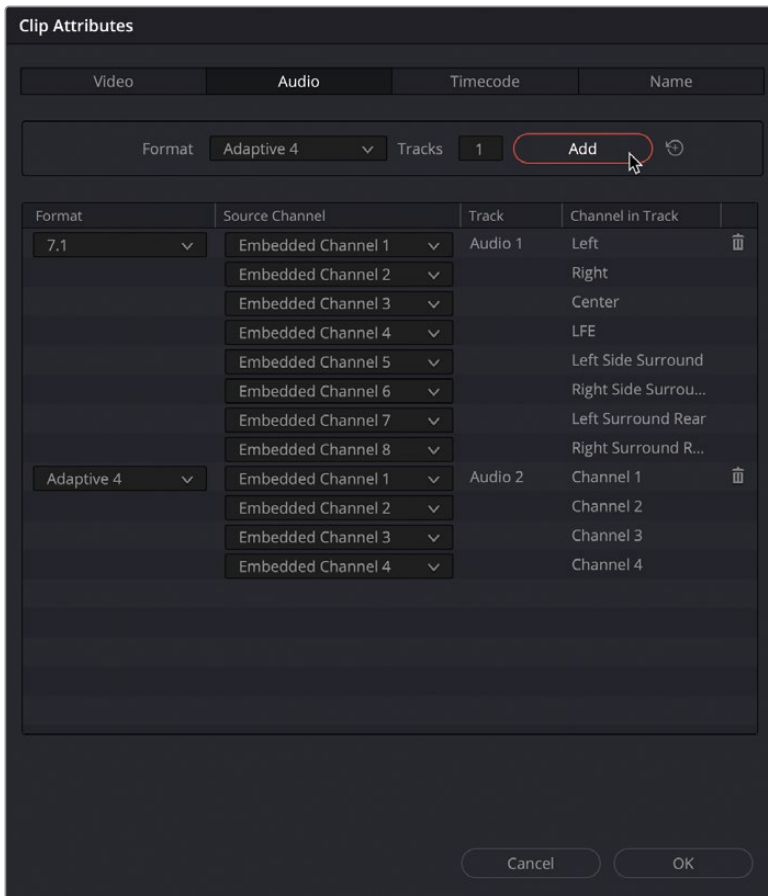 Clip Attributes
Video Audio Timecode Name
Format Adaptive 4 Tracks 1 Add
Format Source Channel Track Channel in Track
7.1 Embedded Channel 1 Audio 1 Left
Embedded Channel 2 Right
Embedded Channel 3 Center
Embedded Channel 4 LFE
Embedded Channel 5 Left Side Surround
Embedded Channel 6 Right Side Surrou...
Embedded Channel 7 Left Surround Rear
Embedded Channel 8 Right Surround R...
Adaptive 4 Embedded Channel 1 Audio 2 Channel 1
Embedded Channel 2 Channel 2
Embedded Channel 3 Channel 3
Embedded Channel 4 Channel 4
Cancel OK